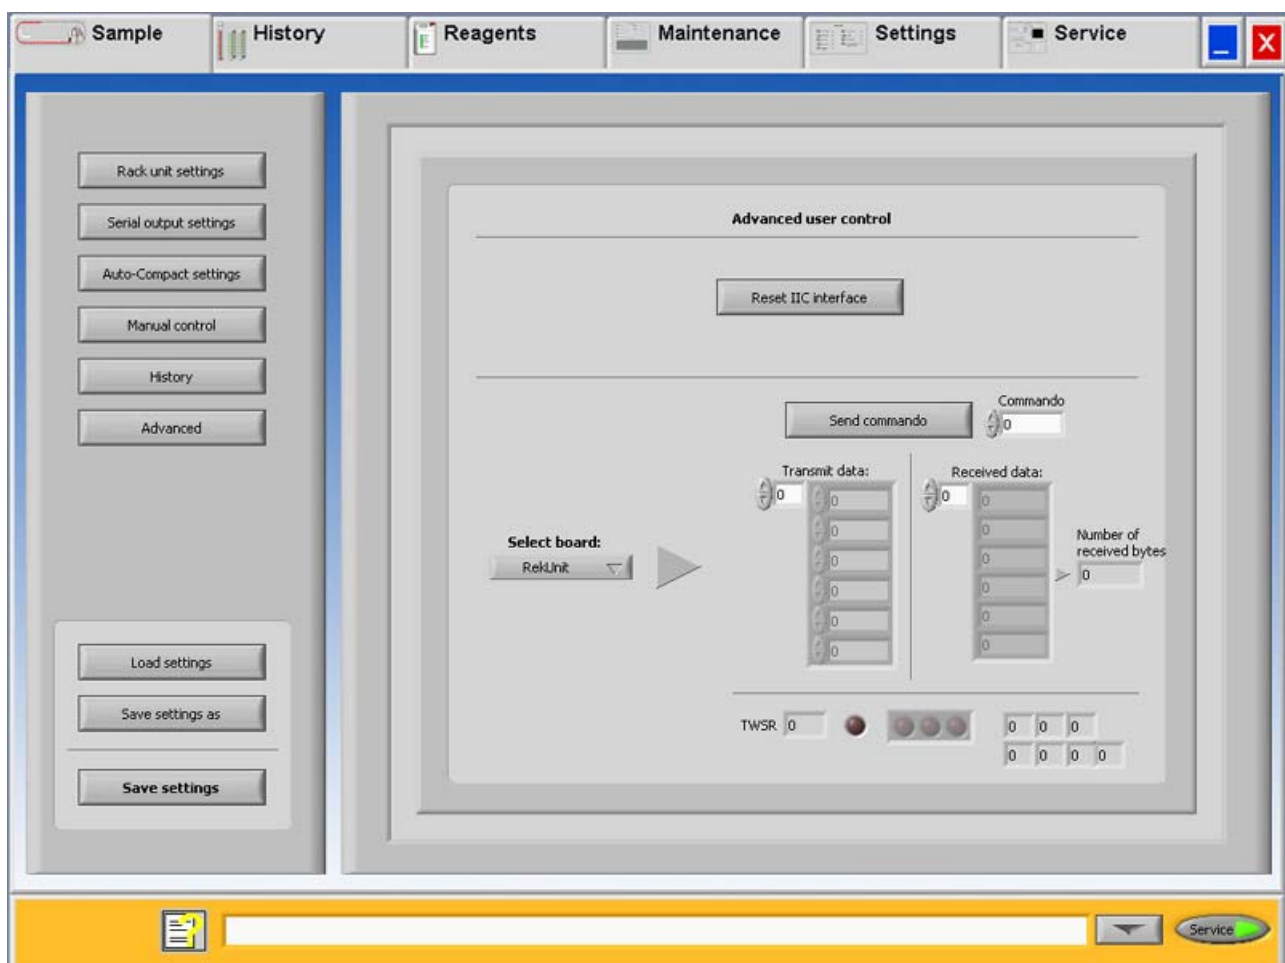 Sample
History
Reagents
Maintenance
Settings
Service
X
Rack unit settings
Serial output settings
Auto-Compact settings
Manual control
History
Advanced
Load settings
Save settings as
Save settings
Advanced user control
Reset IIC interface
Send commando
Commando
0
Transmit data:
0
0
0
0
0
0
0
Received data:
0
0
0
0
0
0
0
Number of
received bytes
0
Select board:
RekUnit
TWSR 0
0 0 0
0 0 0 0
Service